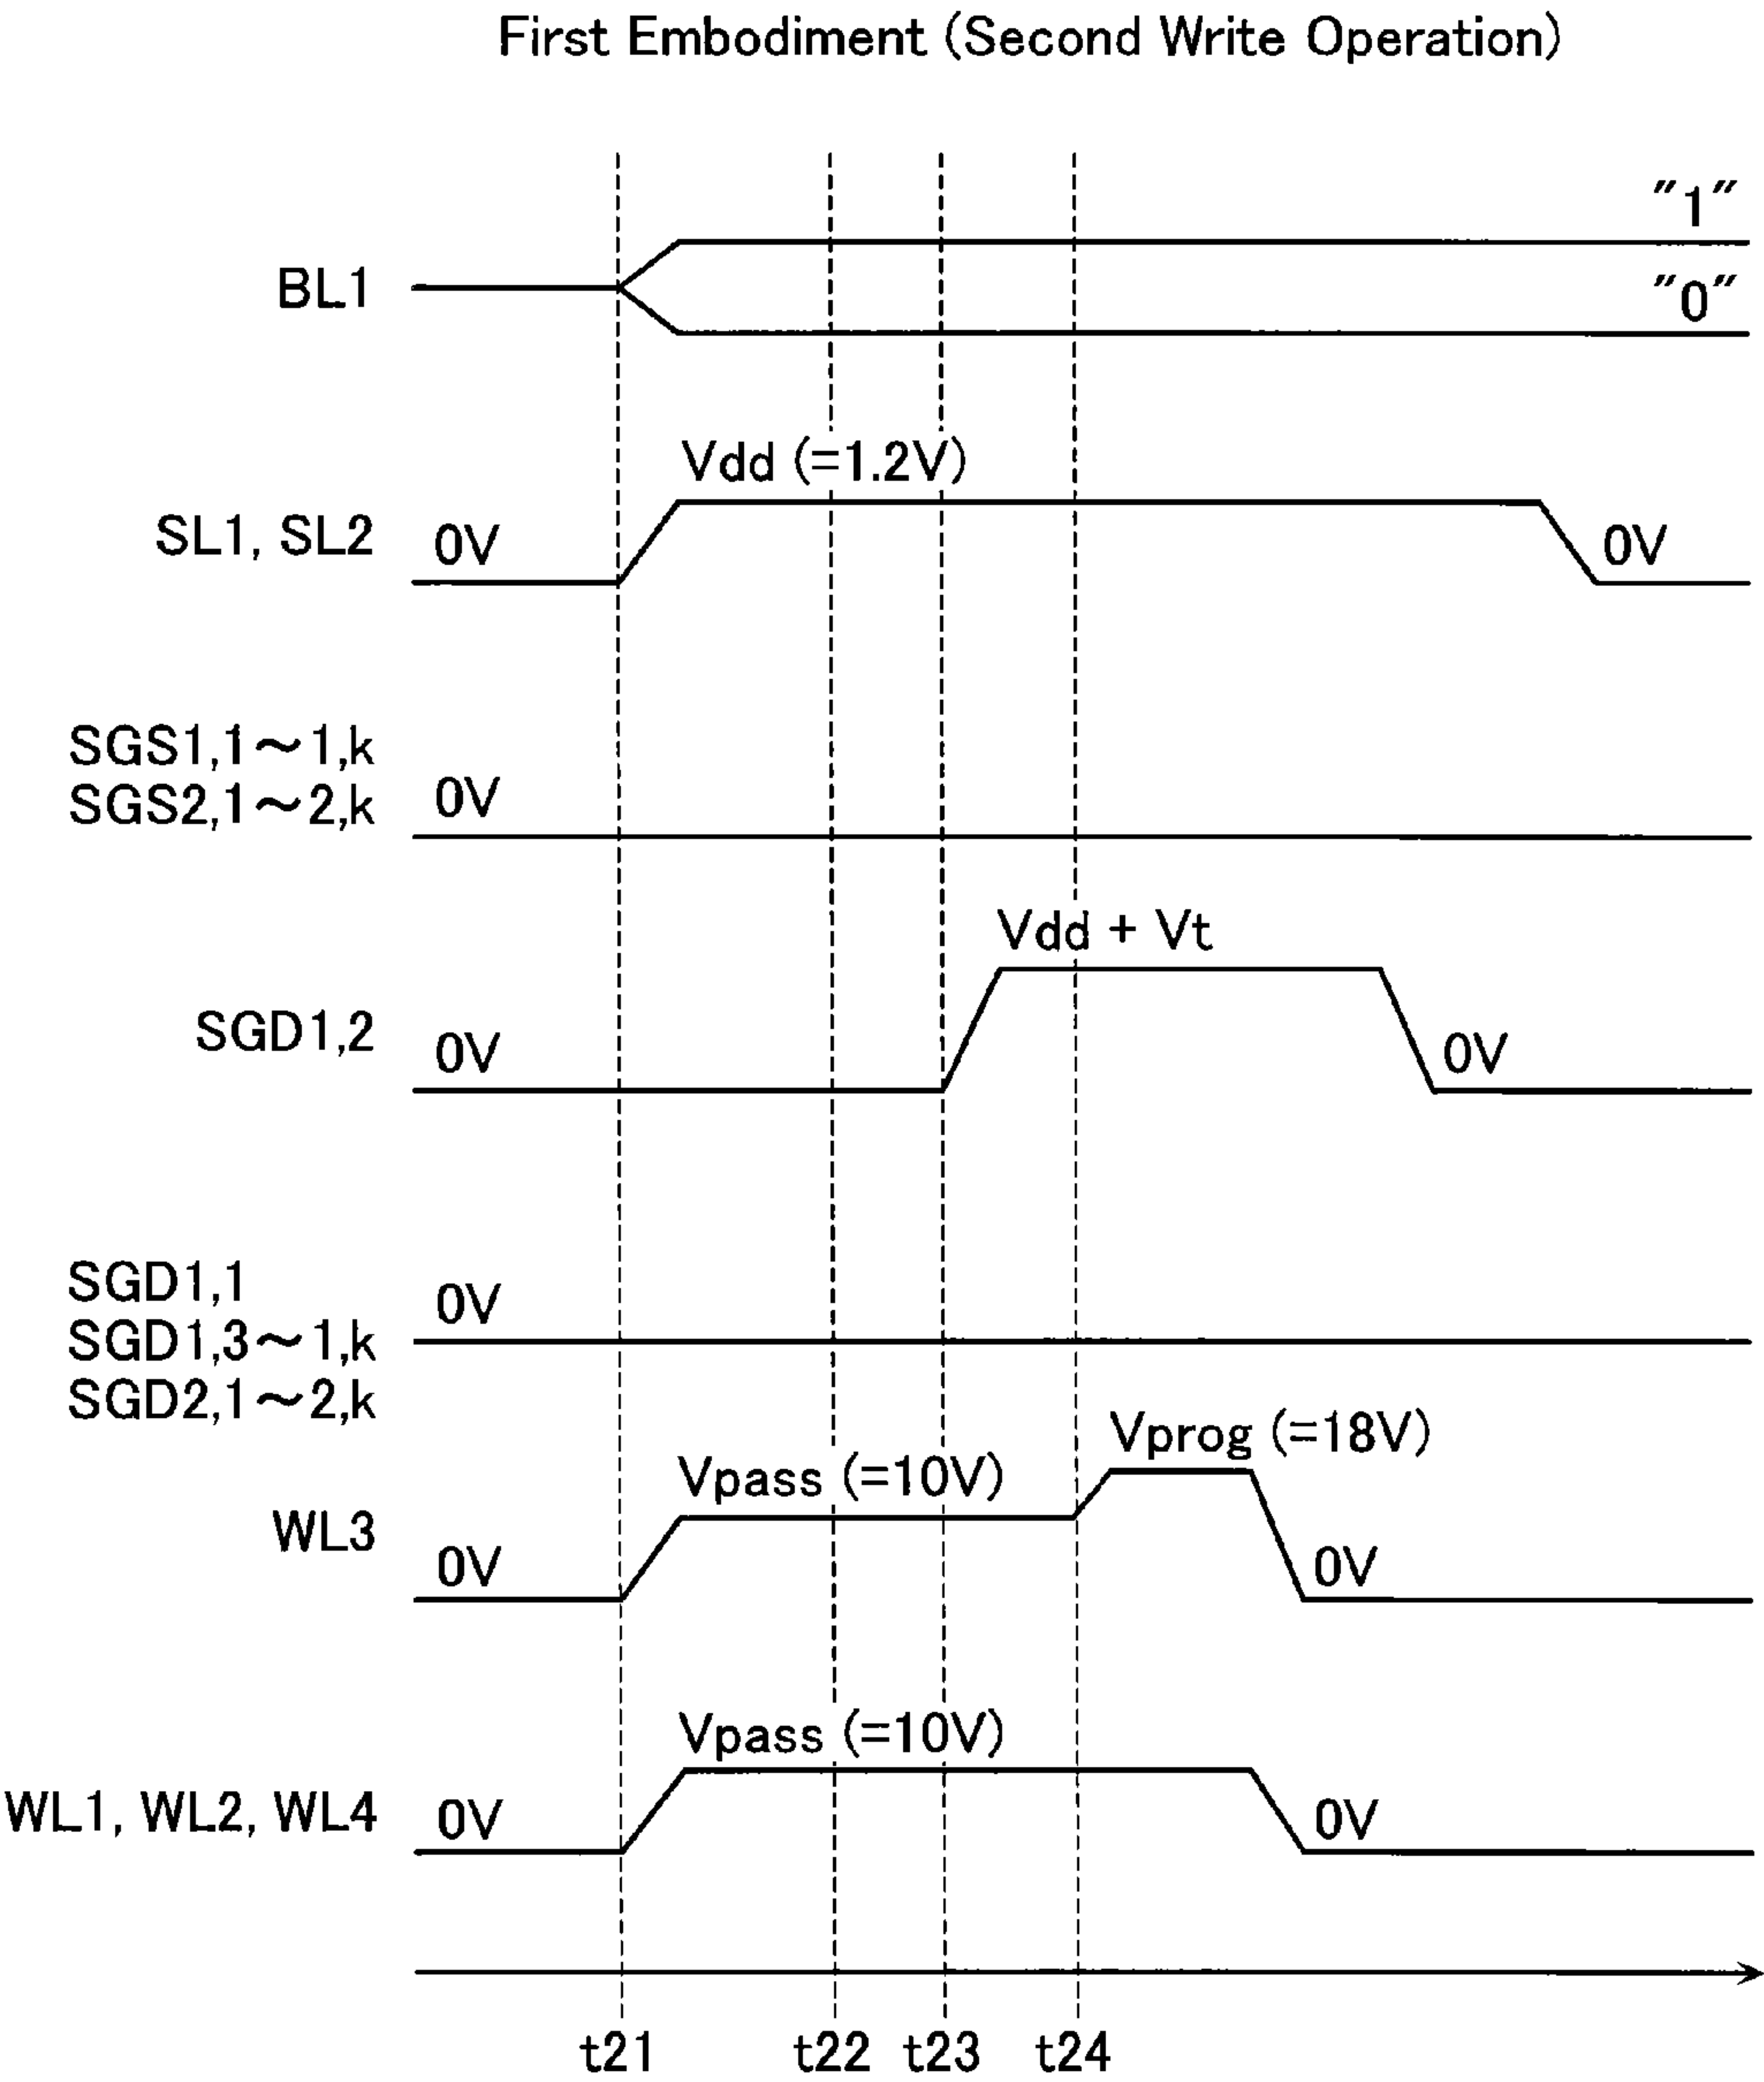 First Embodiment (Second Write Operation)
"1"
BL1
"0"
Vdd (=1.2V)
SL1, SL2 0V 0V
SGS1,1～1,k
SGS2,1～2,k 0V
Vdd + Vt
SGD1,2 0V 0V
SGD1,1 0V
SGD1,3～1,k
SGD2,1～2,k
Vprog (=18V)
Vpass (=10V)
WL3 0V 0V
Vpass (=10V)
WL1, WL2, WL4 0V 0V
t21 t22 t23 t24